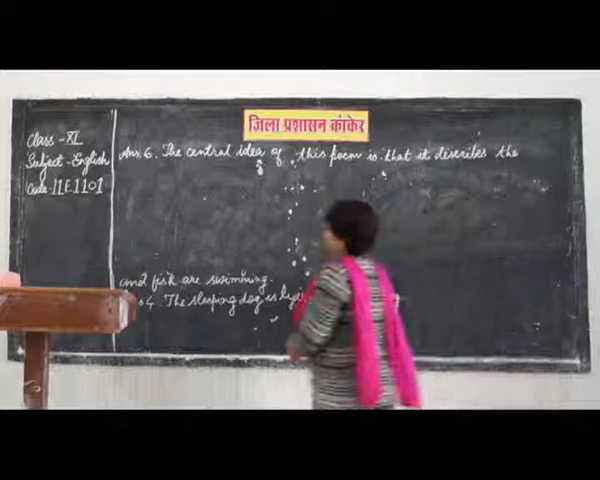 जिला प्रशासन कांकेर
Class - XI
Subject - English
Code - 11E1101
Ans 6. The central idea of this poem is that it describes the
and fish are swimming.
4. The sleeping dog is